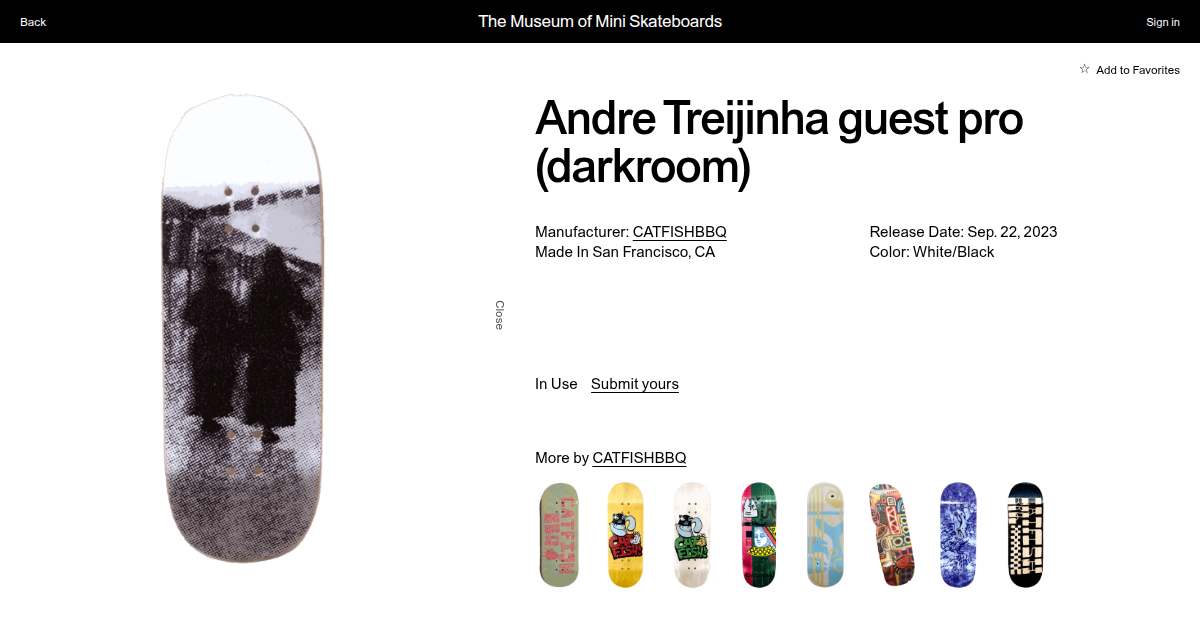 Back
The Museum of Mini Skateboards
Sign in
☆ Add to Favorites
Andre Treijinha guest pro
(darkroom)
Manufacturer: CATFISHBBQ
Made In San Francisco, CA
Release Date: Sep. 22, 2023
Color: White/Black
Close
In Use Submit yours
More by CATFISHBBQ
CATFISH
BBQ